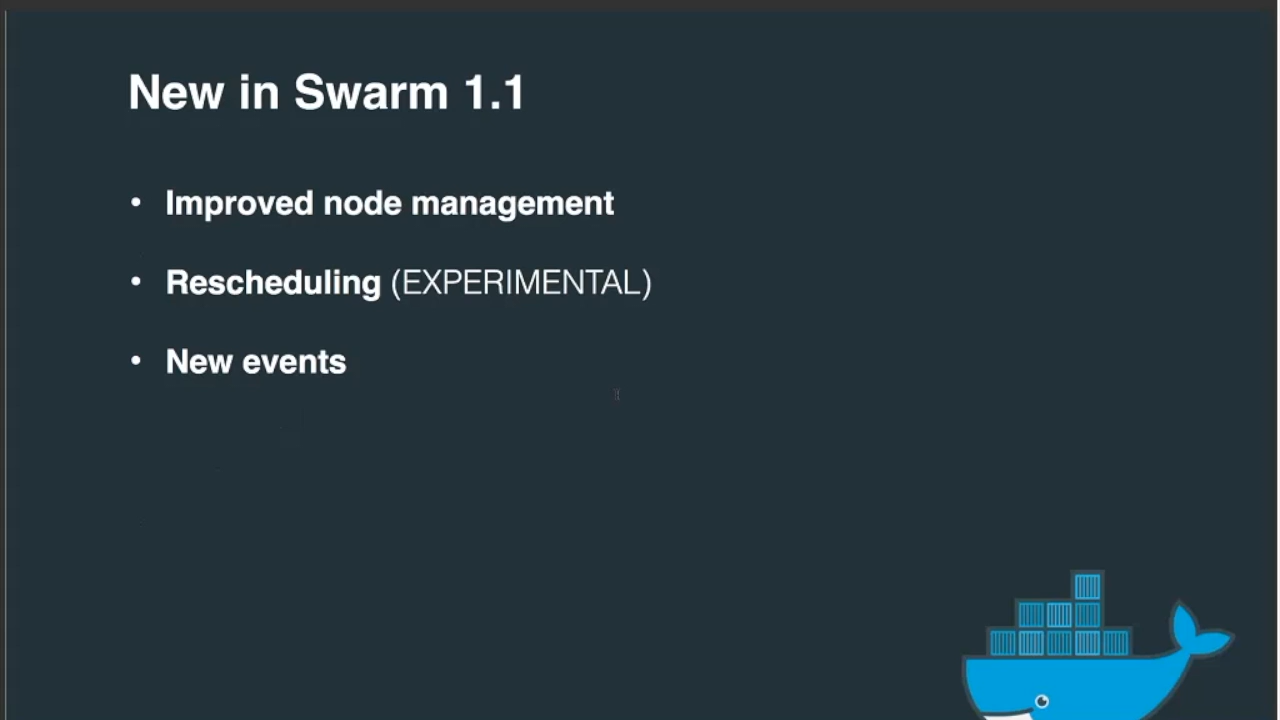 New in Swarm 1.1
• Improved node management
• Rescheduling (EXPERIMENTAL)
• New events